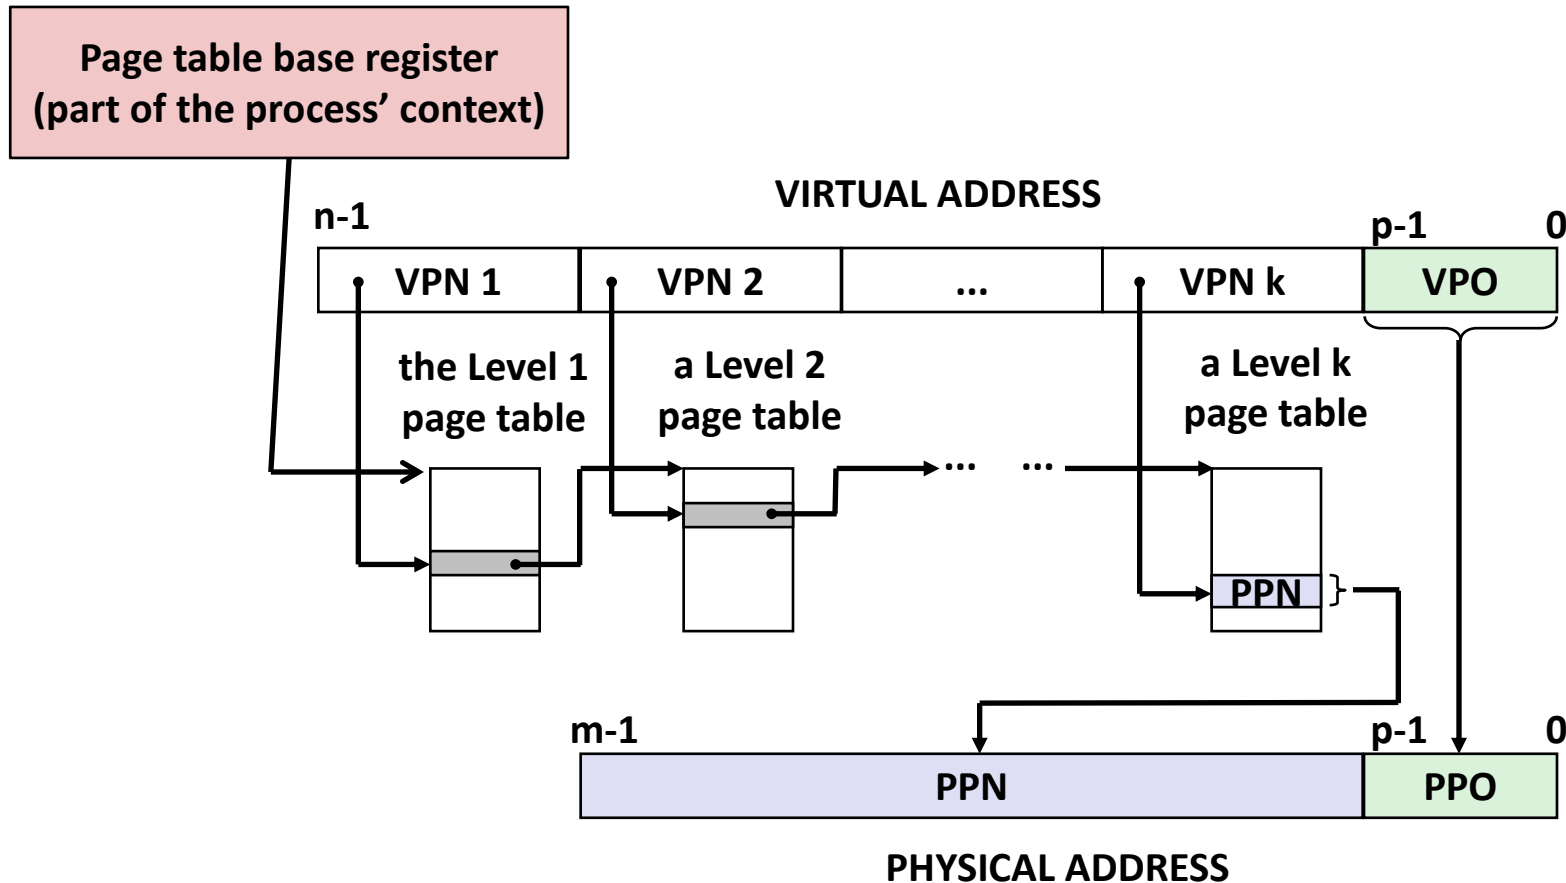 Page table base register
(part of the process’ context)
VIRTUAL ADDRESS
n-1
p-1
0
VPN 1
VPN 2
...
VPN k
VPO
the Level 1
page table
a Level 2
page table
a Level k
page table
...
...
PPN
m-1
p-1
0
PPN
PPO
PHYSICAL ADDRESS